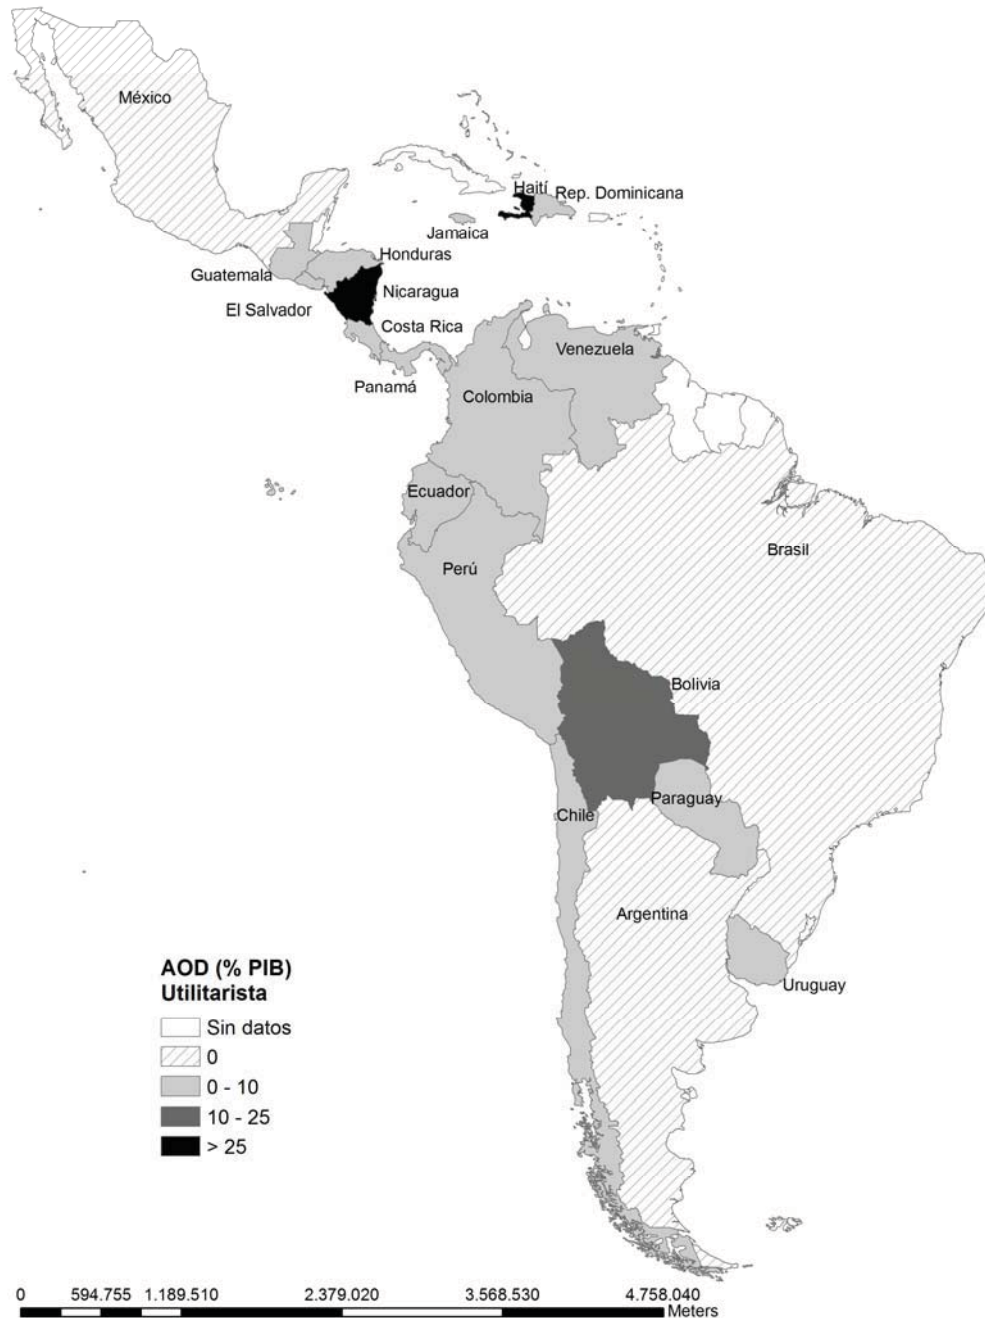 México
Haití
Rep. Dominicana
Jamaica
Honduras
Guatemala
Nicaragua
El Salvador
Costa Rica
Venezuela
Panamá
Colombia
Ecuador
Brasil
Perú
Bolivia
Paraguay
Chile
Argentina
Uruguay
AOD (% PIB)
Utilitarista
Sin datos
0
0 - 10
10 - 25
> 25
0 594.755 1.189.510 2.379.020 3.568.530 4.758.040
Meters